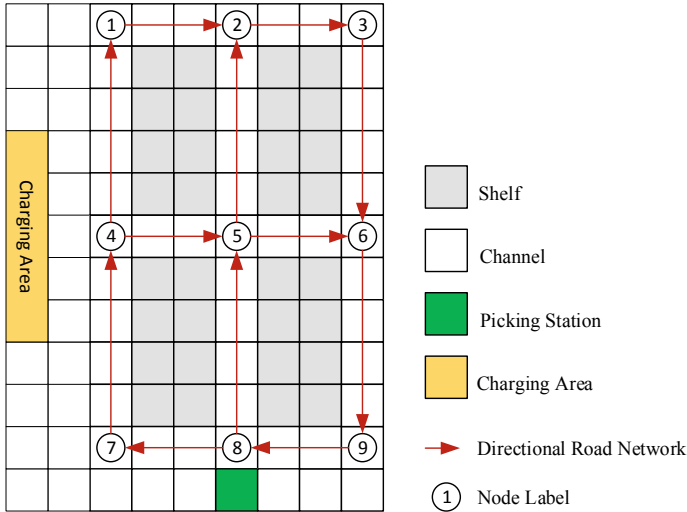 1 2 3
Charging Area
4 5 6
7 8 9
Shelf
Channel
Picking Station
Charging Area
Directional Road Network
1 Node Label